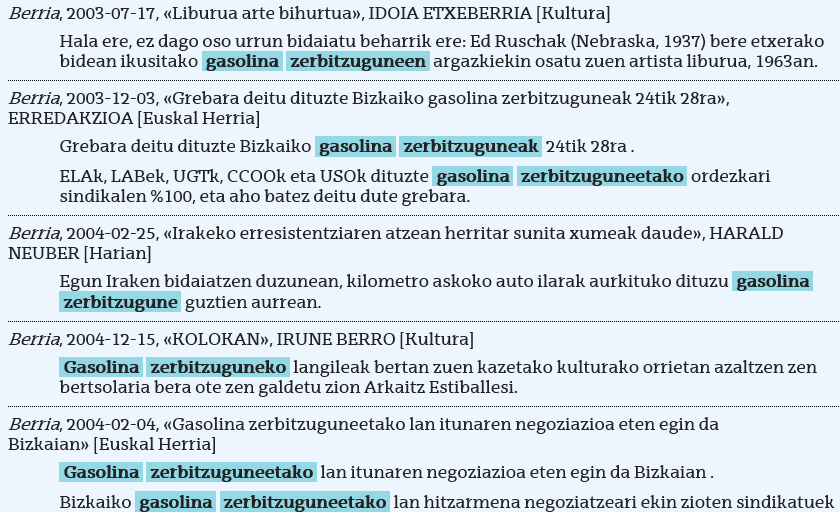 Berria, 2003-07-17, «Liburua arte bihurtua», IDOIA ETXEBERRIA [Kultura]
Hala ere, ez dago oso urrun bidaiatu beharrik ere: Ed Ruschak (Nebraska, 1937) bere etxerako
bidean ikusitako gasolina zerbitzuguneen argazkiekin osatu zuen artista liburua, 1963an.
Berria, 2003-12-03, «Grebara deitu dituzte Bizkaiko gasolina zerbitzuguneak 24tik 28ra»,
ERREDAKZIOA [Euskal Herria]
Grebara deitu dituzte Bizkaiko gasolina zerbitzuguneak 24tik 28ra .
ELAk, LABek, UGTk, CCOOk eta USOk dituzte gasolina zerbitzuguneetako ordezkari
sindikalen %100, eta aho batez deitu dute grebara.
Berria, 2004-02-25, «Irakeko erresistentziaren atzean herritar sunita xumeak daude», HARALD
NEUBER [Harian]
Egun Iraken bidaiatzen duzunean, kilometro askoko auto ilarak aurkituko dituzu gasolina
zerbitzugune guztien aurrean.
Berria, 2004-12-15, «KOLOKAN», IRUNE BERRO [Kultura]
Gasolina zerbitzuguneko langileak bertan zuen kazetako kulturako orrietan azaltzen zen
bertsolaria bera ote zen galdetu zion Arkaitz Estiballesi.
Berria, 2004-02-04, «Gasolina zerbitzuguneetako lan itunaren negoziazioa eten egin da
Bizkaian» [Euskal Herria]
Gasolina zerbitzuguneetako lan itunaren negoziazioa eten egin da Bizkaian .
Bizkaiko gasolina zerbitzuguneetako lan hitzarmena negoziatzeari ekin zioten sindikatuek